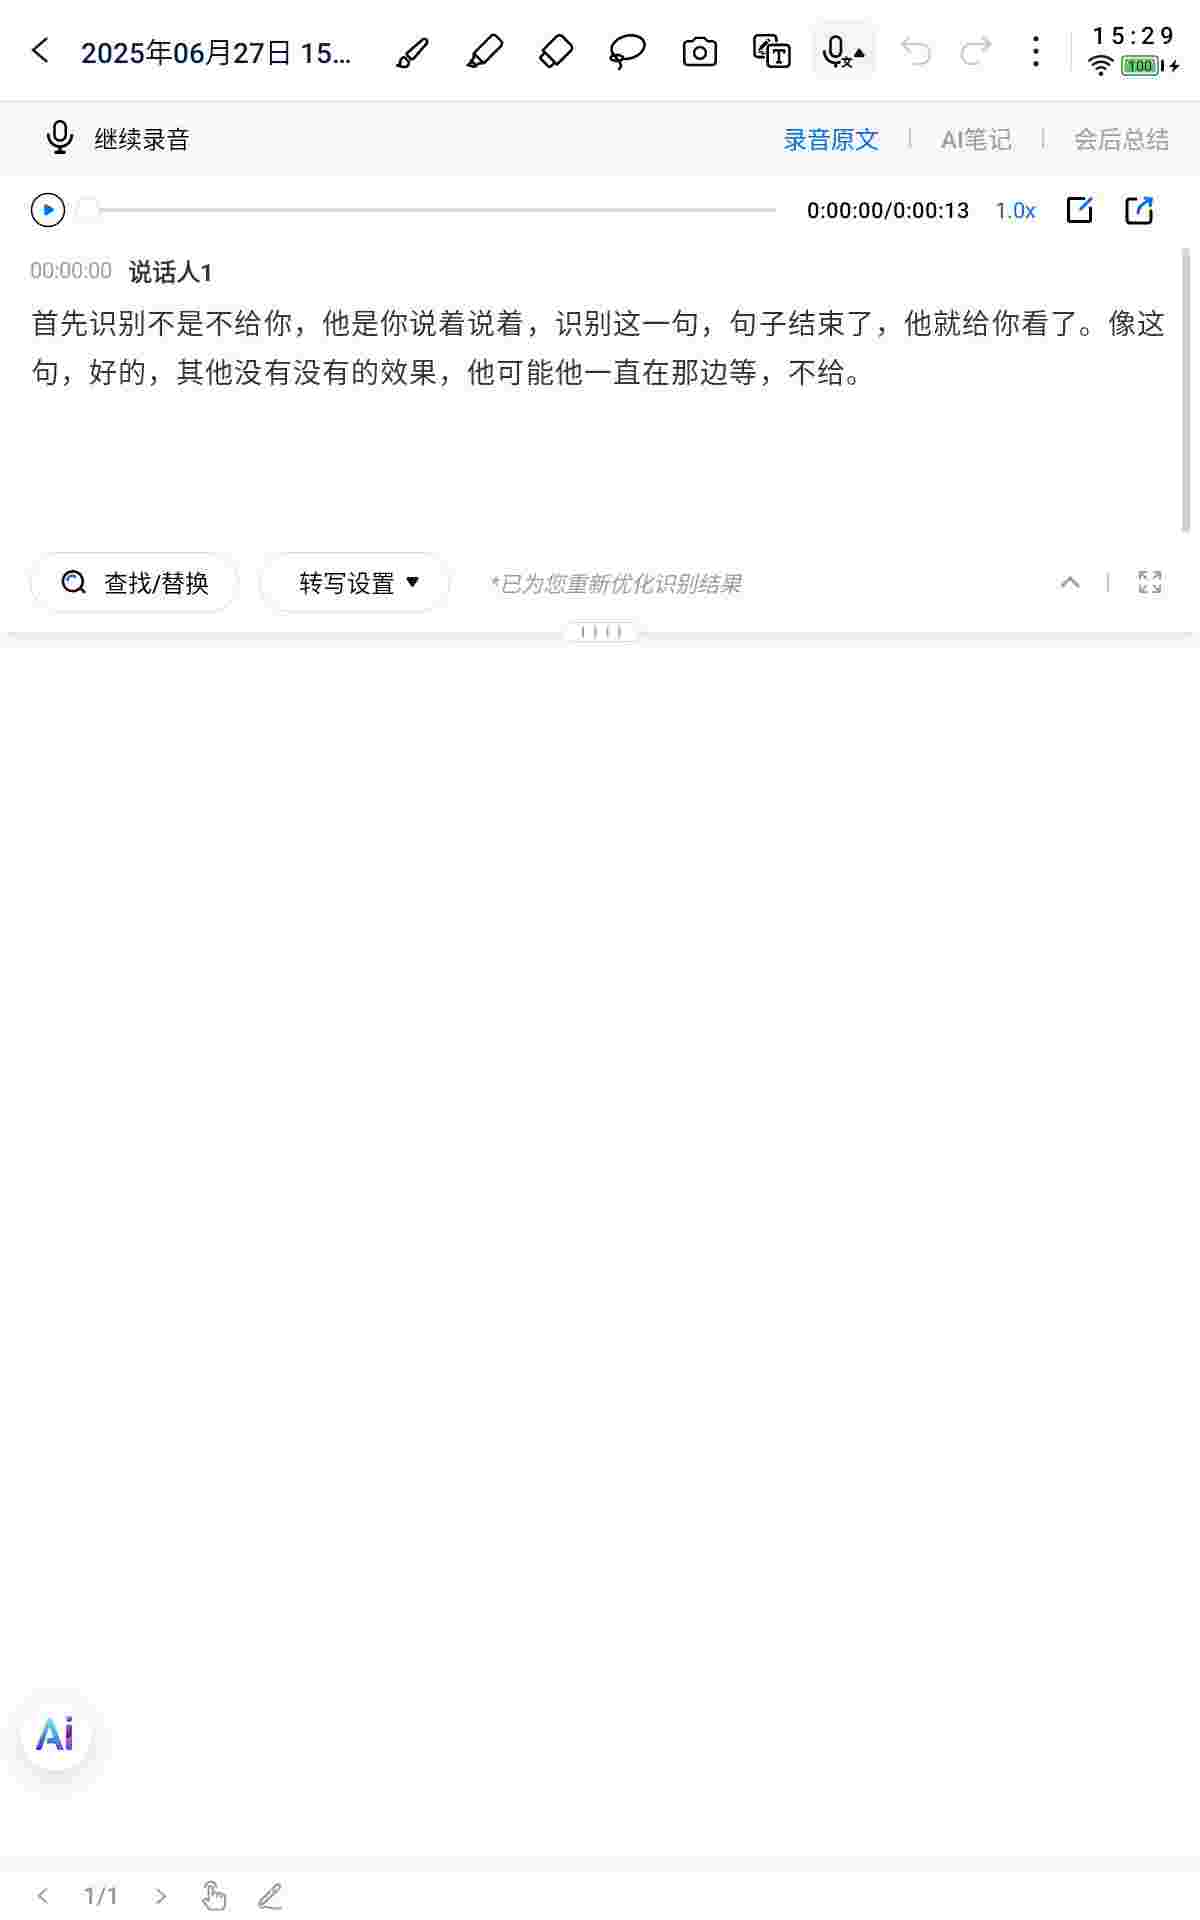 2025年06月27日 15...
15:29
100
继续录音
录音原文
AI笔记
会后总结
0:00:00/0:00:13
1.0x
00:00:00 说话人1
首先识别不是不给你，他是你说着说着，识别这一句，句子结束了，他就给你看了。像这
句，好的，其他没有没有的效果，他可能他一直在那边等，不给。
查找/替换
转写设置
*已为您重新优化识别结果
Ai
1/1